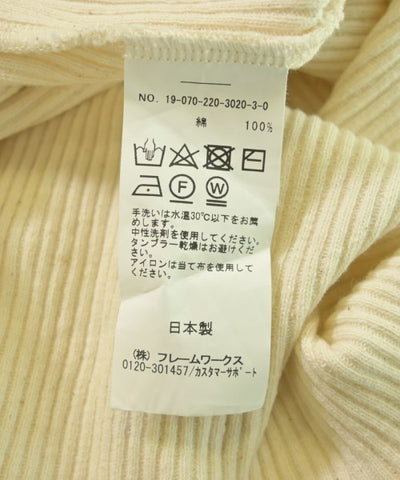 NO. 19-070-220-3020-3-0
綿 100%
手洗いは水温30℃以下をお薦
めします。
中性洗剤を使用してください。
タンブラー乾燥はお避けくだ
さい。
アイロンは当て布を使用して
ください。
日本製
(株) フレームワークス
0120-301457/カスタマーサポート